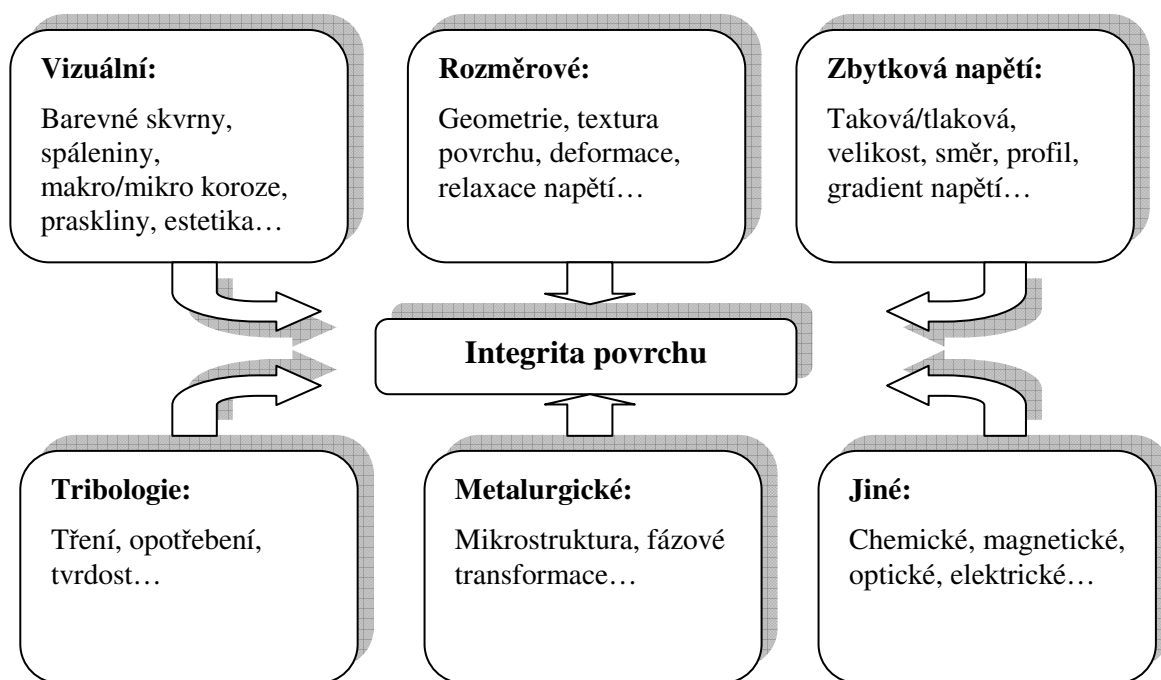 Vizuální:
Barevné skvrny,
spáleniny,
makro/mikro koroze,
praskliny, estetika…
Rozměrové:
Geometrie, textura
povrchu, deformace,
relaxace napětí…
Zbytková napětí:
Taková/tlaková,
velikost, směr, profil,
gradient napětí…
Integrita povrchu
Tribologie:
Tření, opotřebení,
tvrdost…
Metalurgické:
Mikrostruktura, fázové
transformace…
Jiné:
Chemické, magnetické,
optické, elektrické…